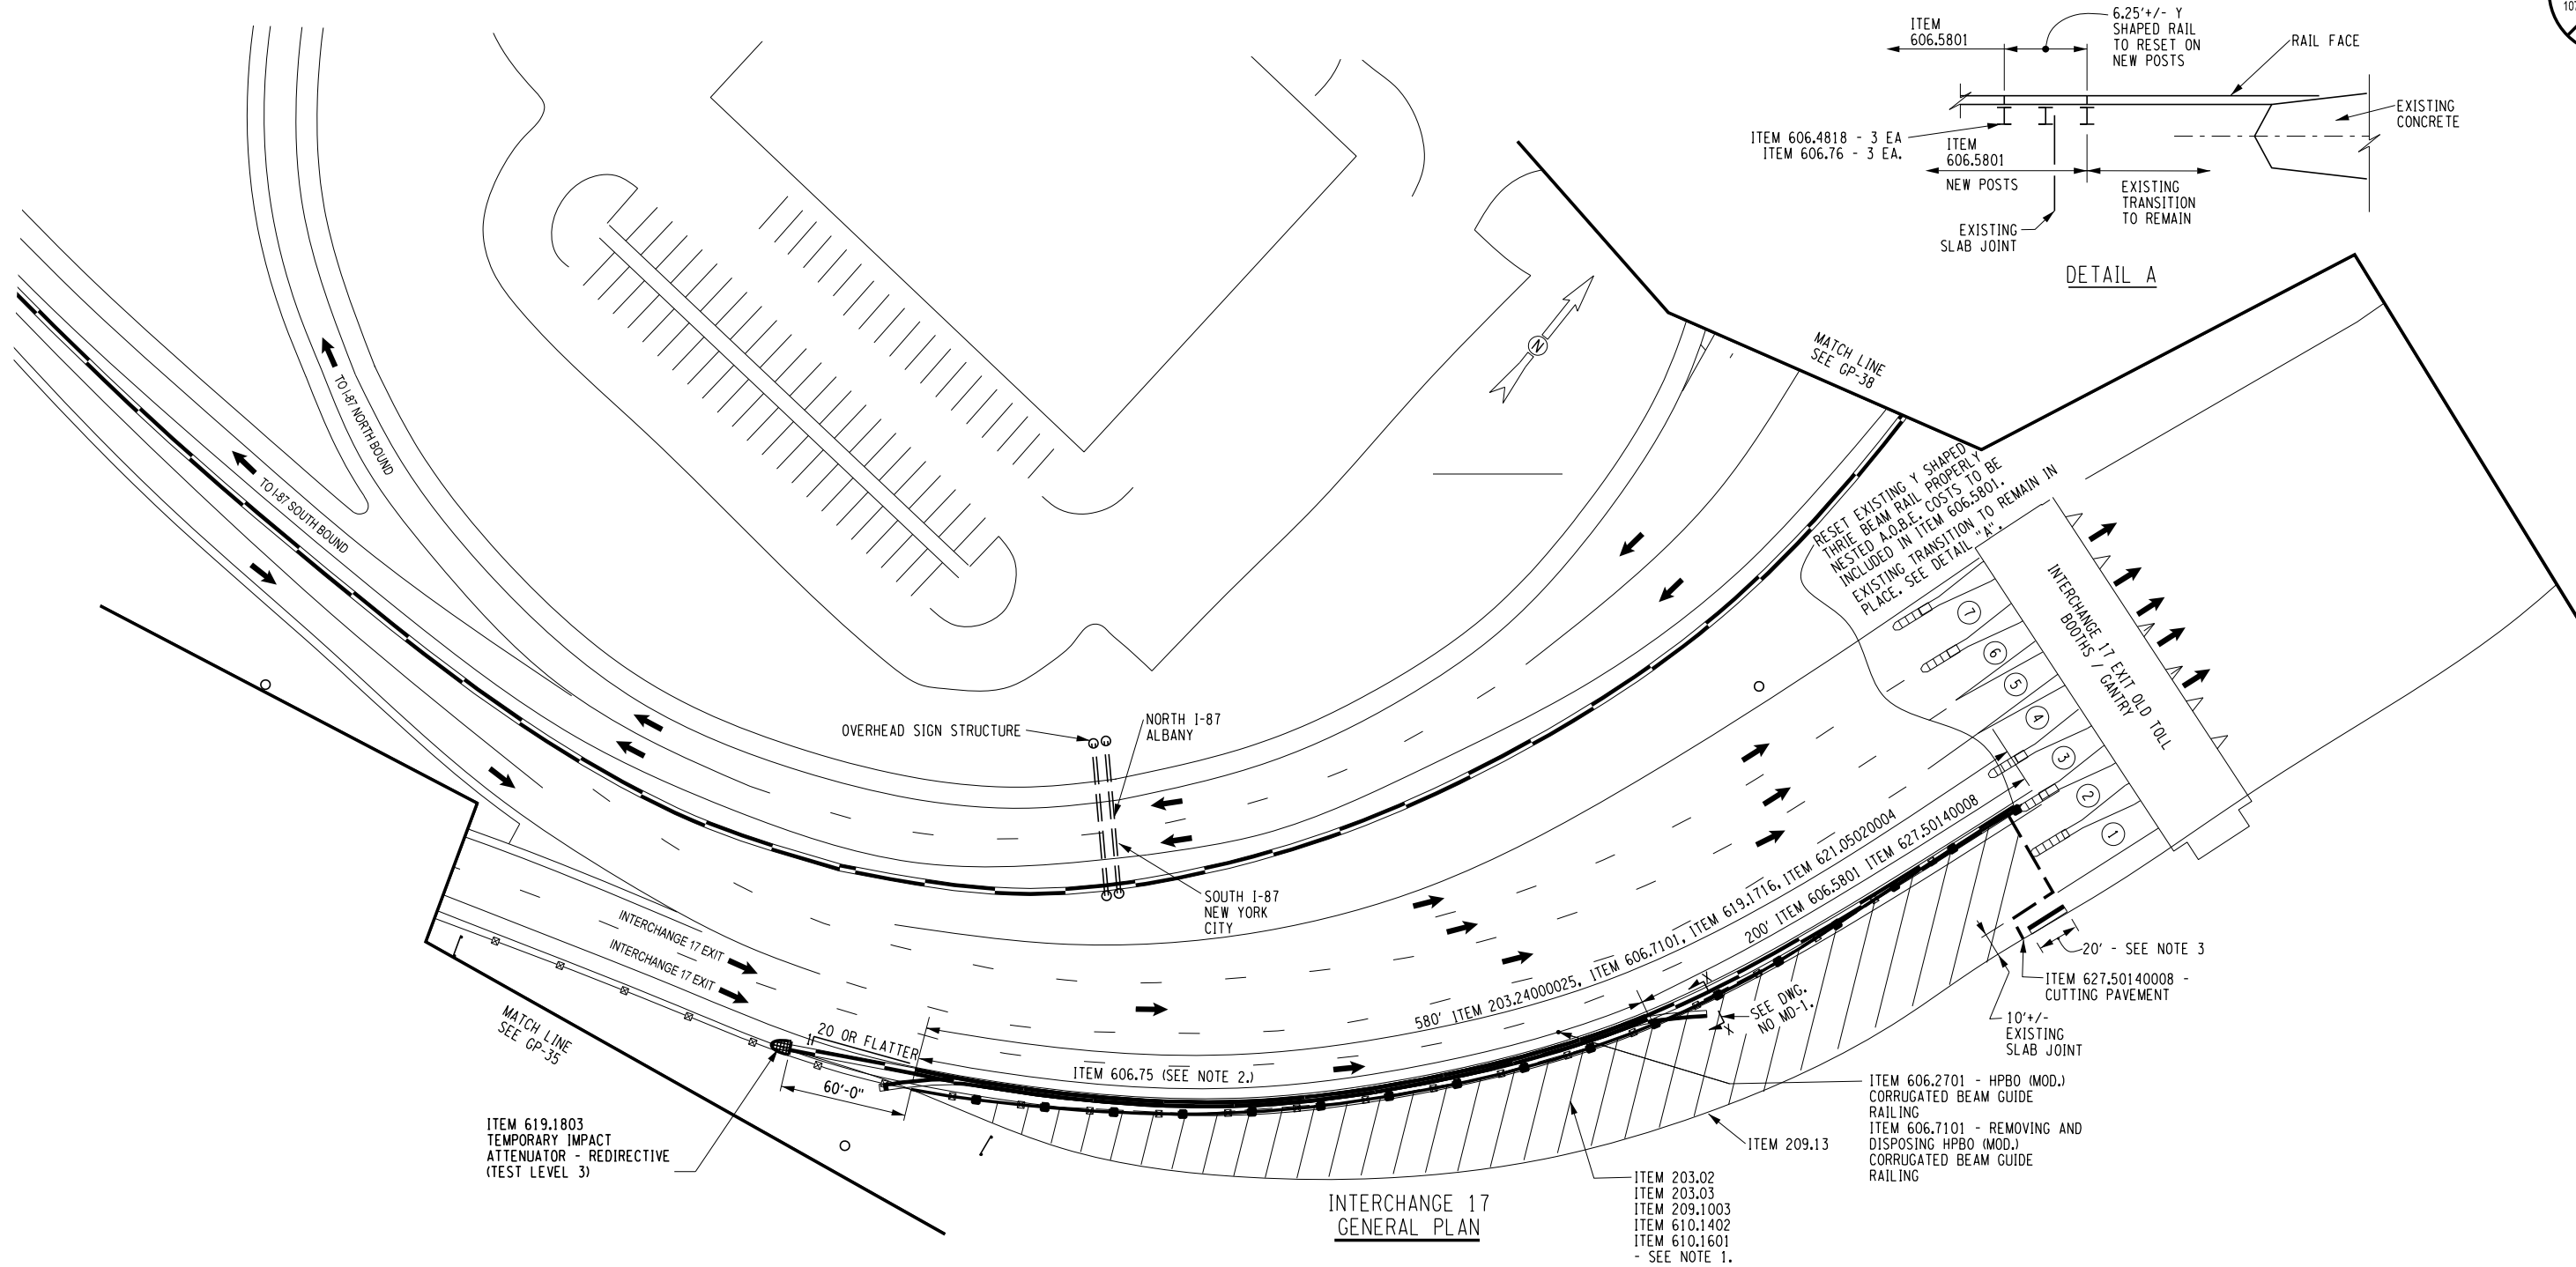 ITEM
606.5801
6.25'+/- Y
SHAPED RAIL
TO RESET ON
NEW POSTS
RAIL FACE
EXISTING
CONCRETE
ITEM 606.4818 - 3 EA
ITEM 606.76 - 3 EA.
ITEM
606.5801
NEW POSTS
EXISTING
TRANSITION
TO REMAIN
EXISTING
SLAB JOINT
DETAIL A
N
MATCH LINE
SEE GP-38
TO I-87 NORTH BOUND
TO I-87 SOUTH BOUND
RESET EXISTING Y SHAPED
THRIE BEAM RAIL PROPERLY
NESTED A.O.B.E. COSTS TO BE
INCLUDED IN ITEM 606.5801.
EXISTING TRANSITION TO REMAIN IN
PLACE. SEE DETAIL "A".
INTERCHANGE 17 EXIT OLD TOLL
BOOTHS / GANTRY
7
6
5
4
3
2
1
OVERHEAD SIGN STRUCTURE
NORTH I-87
ALBANY
SOUTH I-87
NEW YORK
CITY
INTERCHANGE 17 EXIT
INTERCHANGE 17 EXIT
580' ITEM 203.24000025, ITEM 606.7101, ITEM 619.1716, ITEM 621.05020004
200' ITEM 606.5801 ITEM 627.50140008
20' - SEE NOTE 3
ITEM 627.50140008 -
CUTTING PAVEMENT
10'+/-
EXISTING
SLAB JOINT
SEE DWG.
NO MD-1.
MATCH LINE
SEE GP-35
20 OR FLATTER
1
60'-0"
ITEM 606.75 (SEE NOTE 2.)
ITEM 619.1803
TEMPORARY IMPACT
ATTENUATOR - REDIRECTIVE
(TEST LEVEL 3)
ITEM 606.2701 - HPBO (MOD.)
CORRUGATED BEAM GUIDE
RAILING
ITEM 606.7101 - REMOVING AND
DISPOSING HPBO (MOD.)
CORRUGATED BEAM GUIDE
RAILING
ITEM 209.13
ITEM 203.02
ITEM 203.03
ITEM 209.1003
ITEM 610.1402
ITEM 610.1601
- SEE NOTE 1.
INTERCHANGE 17
GENERAL PLAN